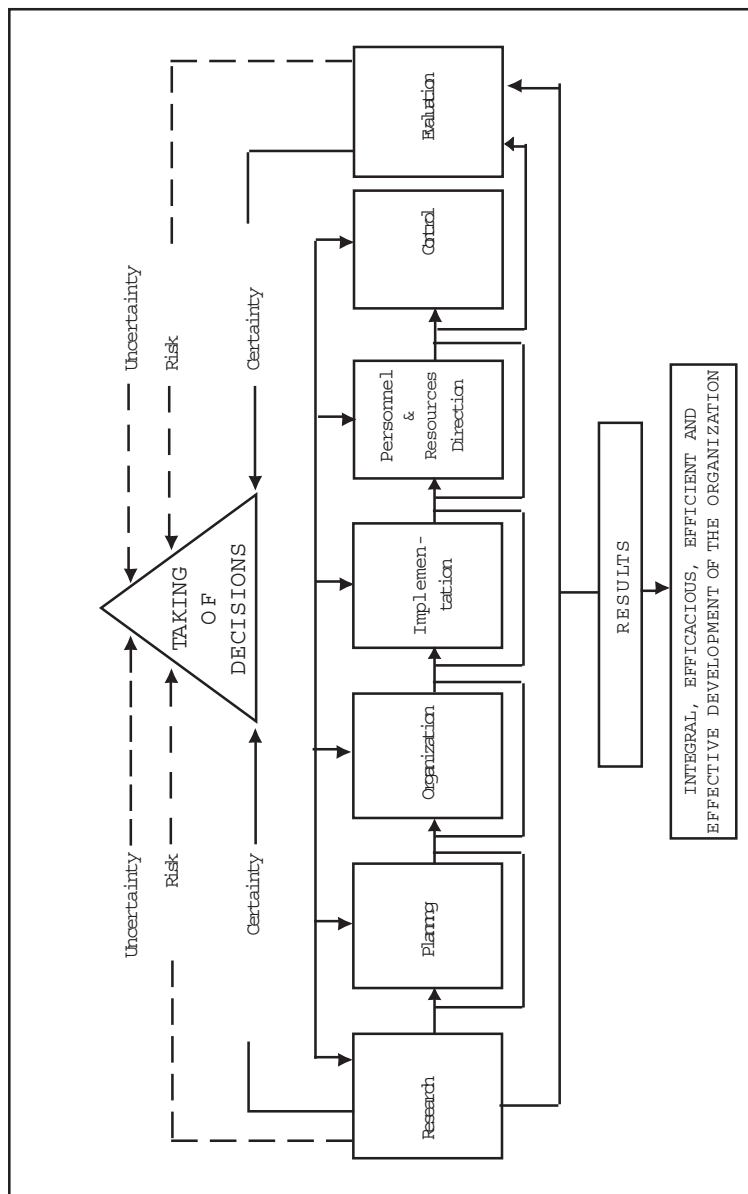 Uncertainty
Uncertainty
Risk
Risk
TAKING
OF
DECISIONS
Certainty
Certainty
Research
Planning
Organization
Implemen-
tation
Personnel
&
Resources
Direction
Control
Evaluation
RESULTS
INTEGRAL, EFFICACIOUS, EFFICIENT AND
EFFECTIVE DEVELOPMENT OF THE ORGANIZATION